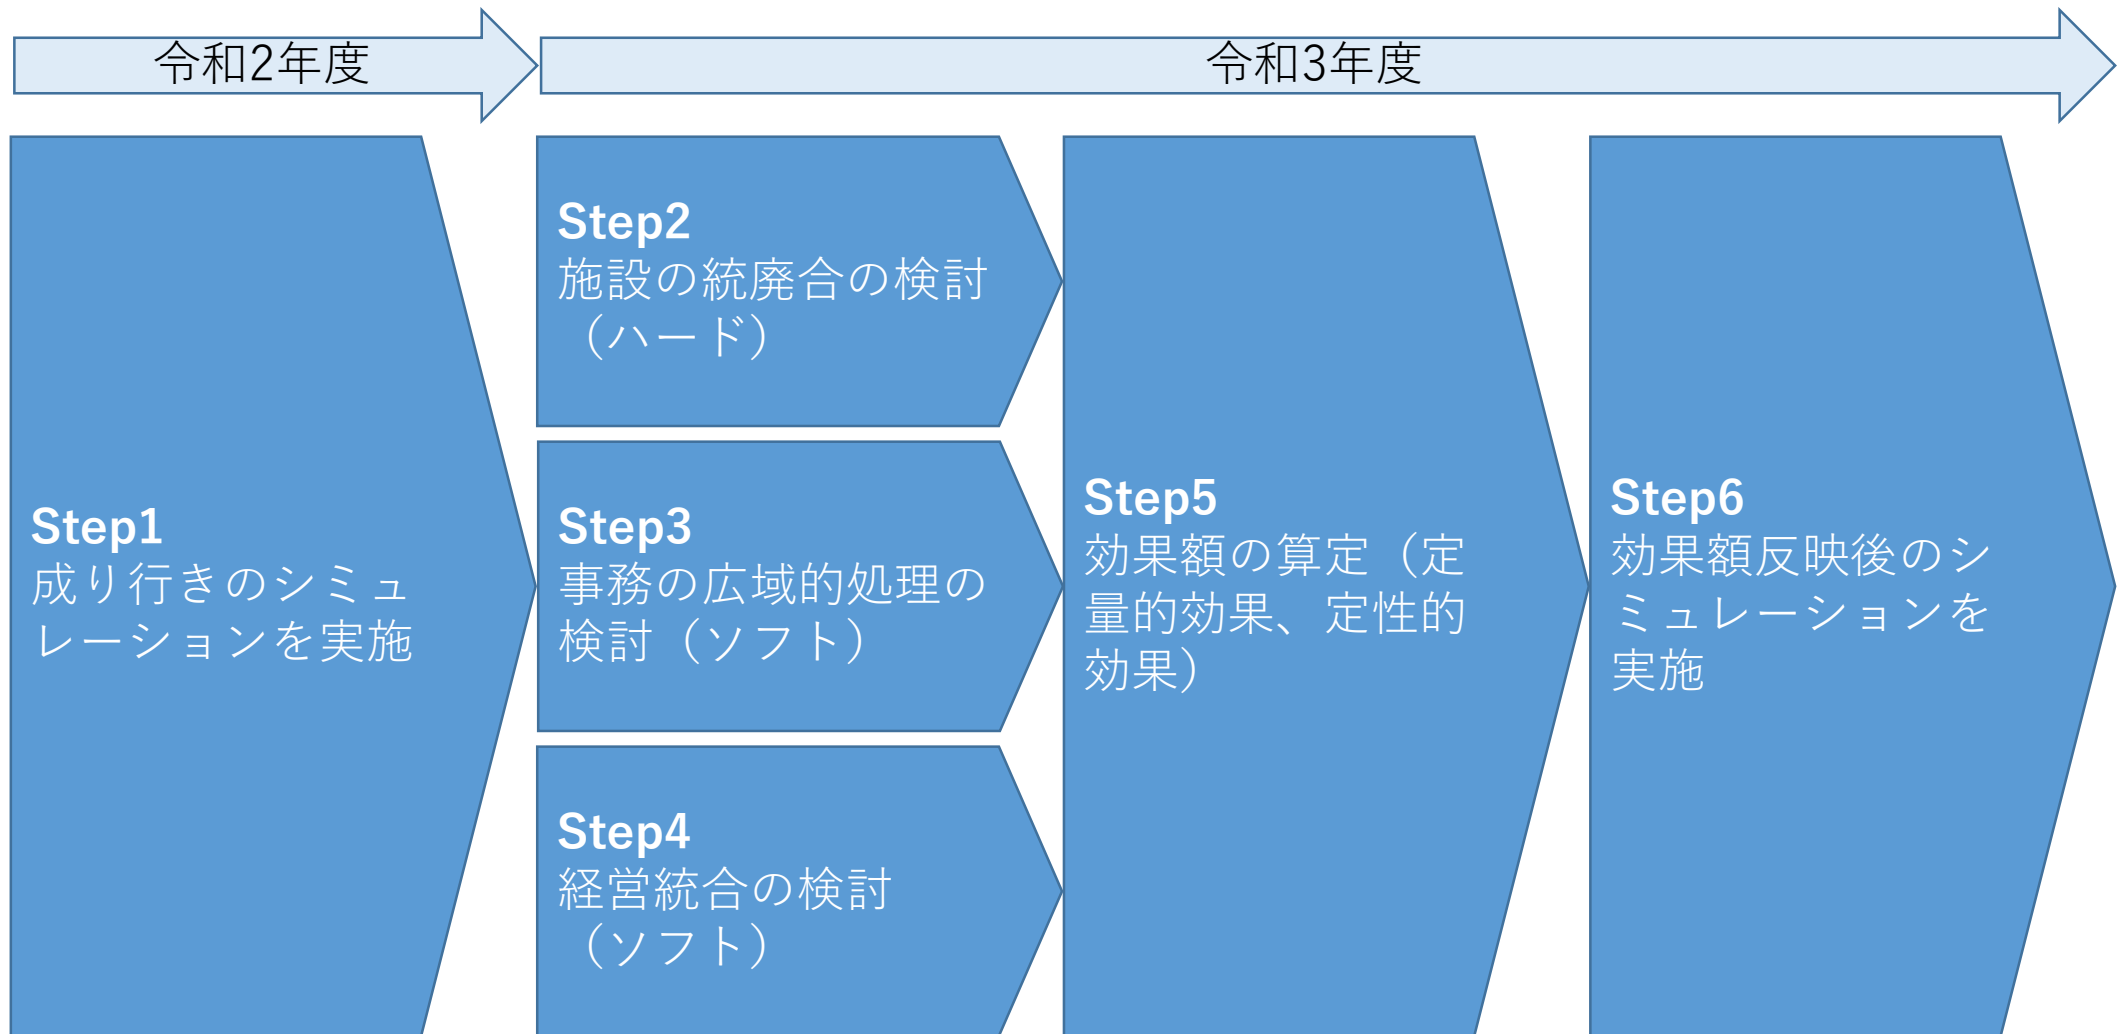 令和2年度
令和3年度
Step1
成り行きのシミュ
レーションを実施
Step2
施設の統廃合の検討
（ハード）
Step3
事務の広域的処理の
検討（ソフト）
Step4
経営統合の検討
（ソフト）
Step5
効果額の算定（定
量的効果、定性的
効果）
Step6
効果額反映後のシ
ミュレーションを
実施